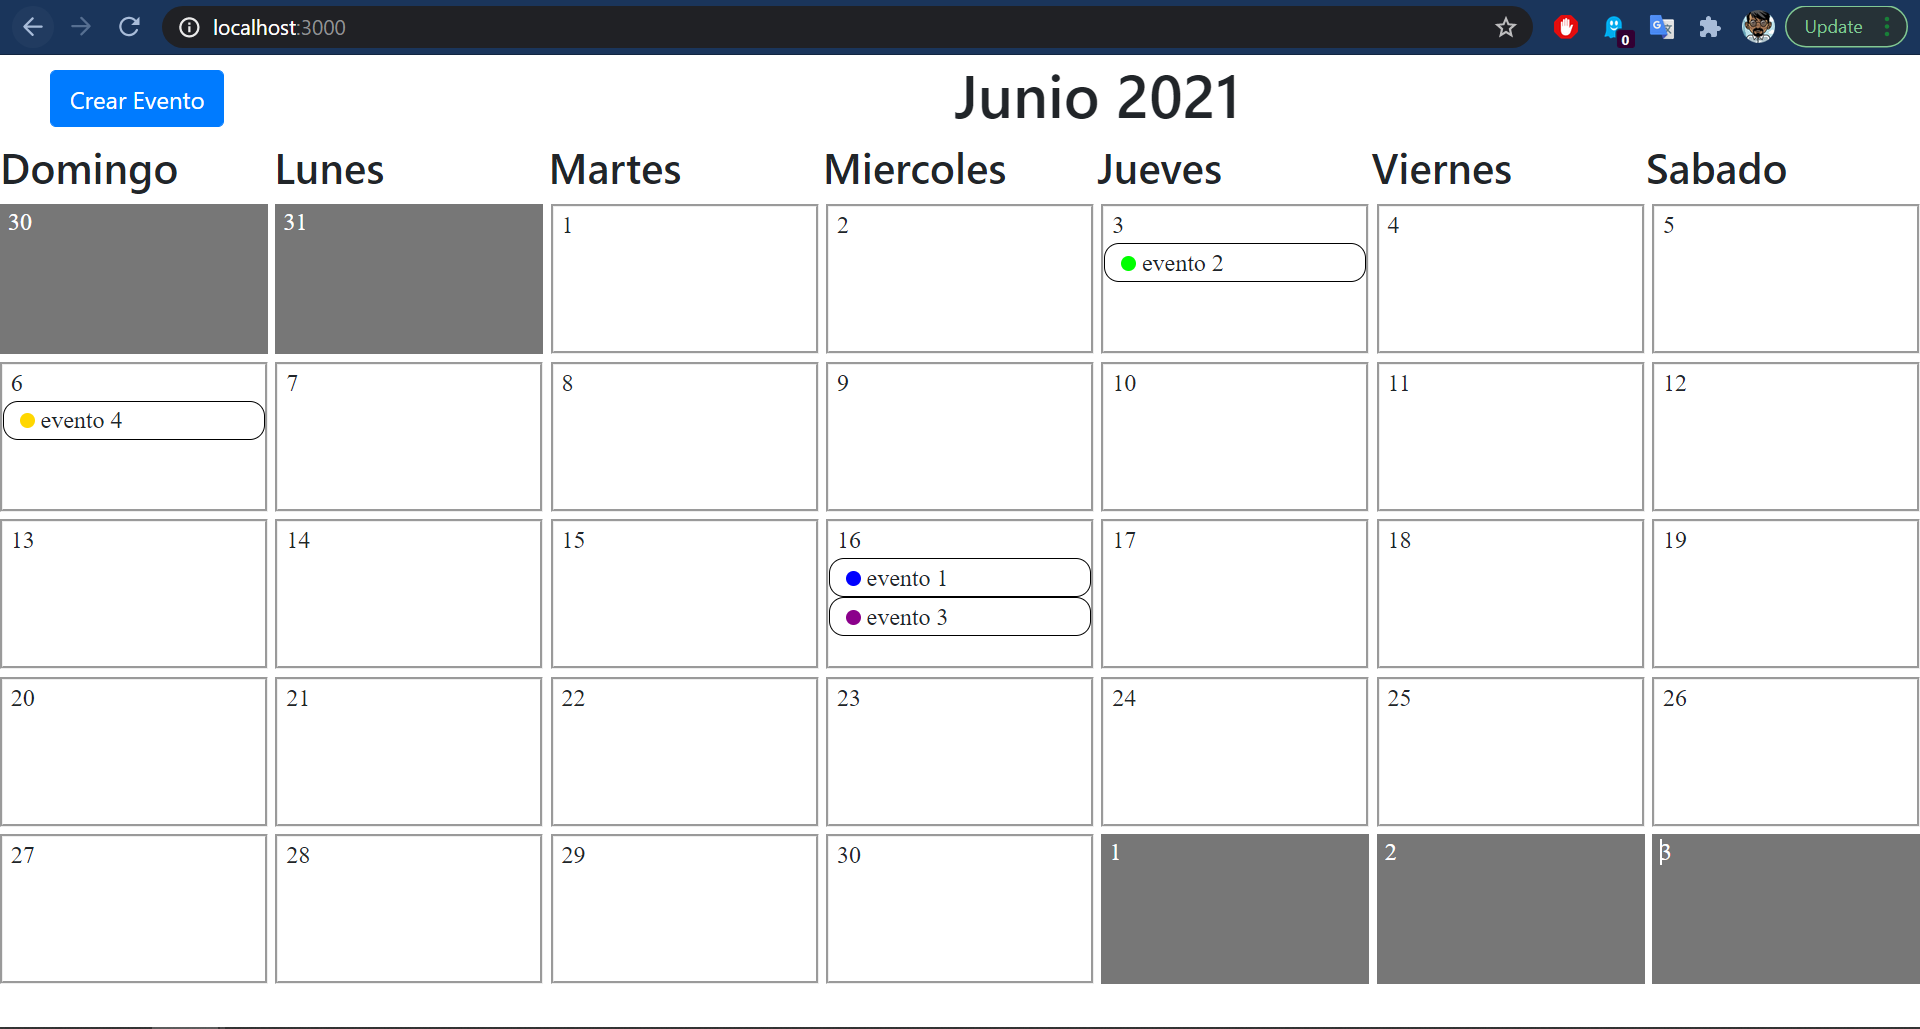 localhost:3000
0
Update
Crear Evento
Junio 2021
Domingo Lunes Martes Miercoles Jueves Viernes Sabado
30 31 1 2 3 4 5
evento 2
6 7 8 9 10 11 12
evento 4
13 14 15 16 17 18 19
evento 1
evento 3
20 21 22 23 24 25 26
27 28 29 30 1 2 3